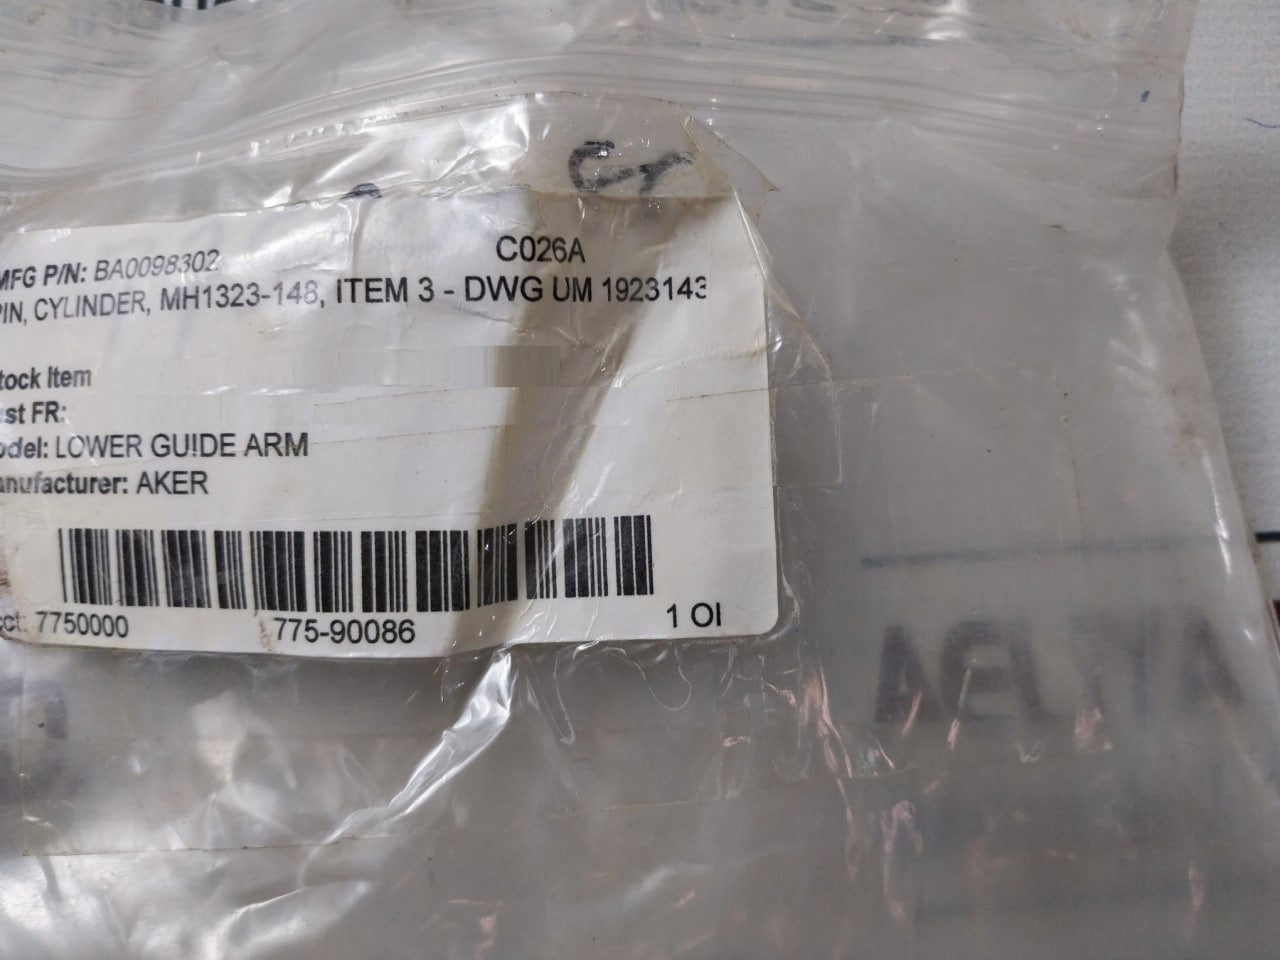 MFG P/N: BA0098302 C026A
PIN, CYLINDER, MH1323-148, ITEM 3 - DWG UM 1923143
tock Item
st FR:
odel: LOWER GUIDE ARM
anufacturer: AKER
cct: 7750000 775-90086 1 OI